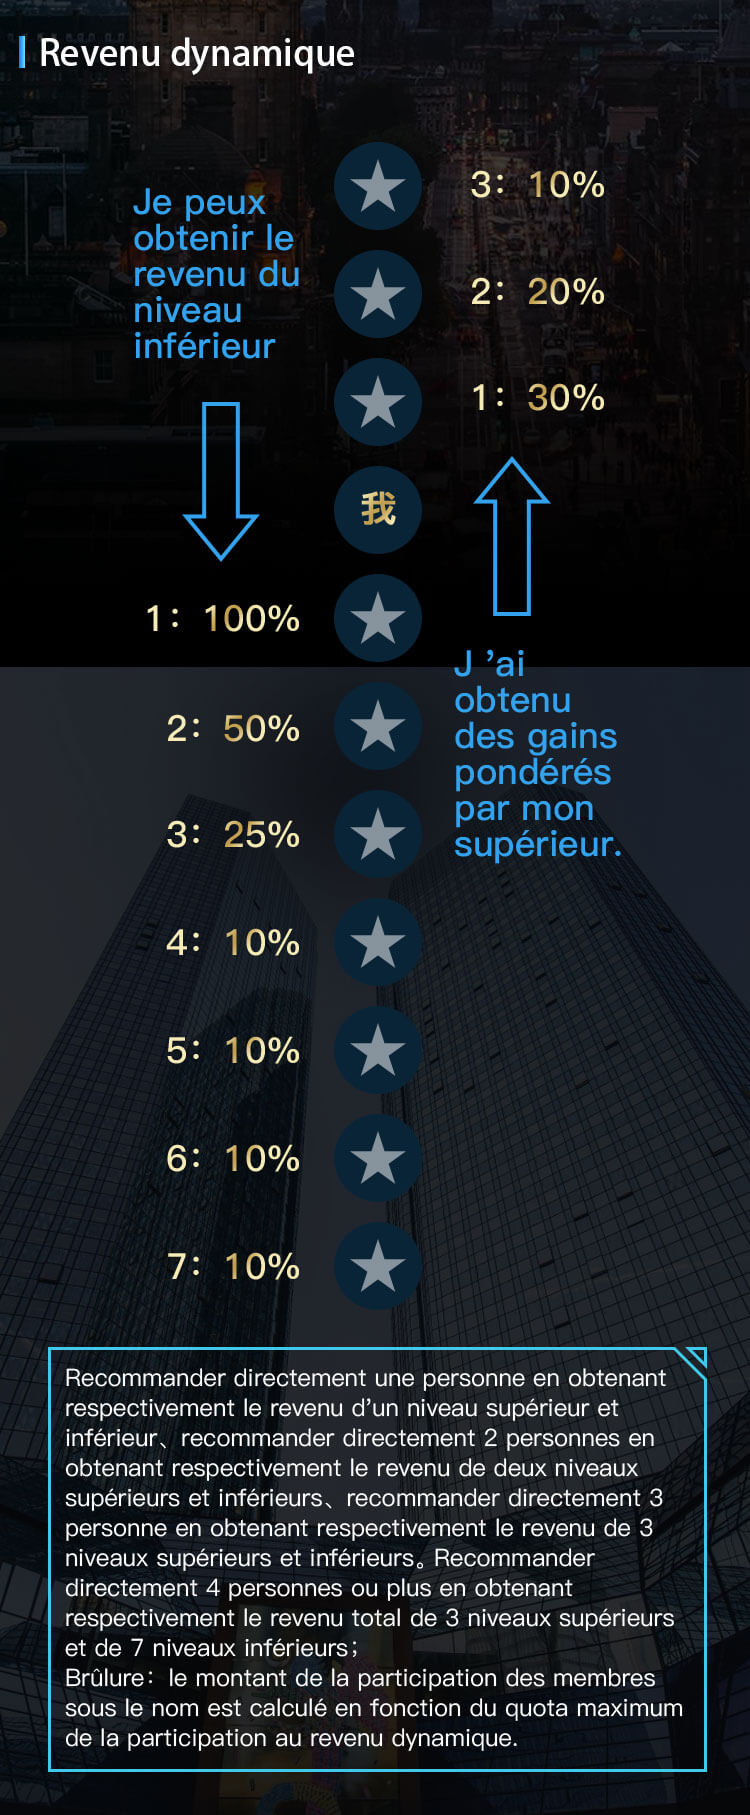 Revenu dynamique
Je peux
obtenir le
revenu du
niveau
inférieur
3：10%
2：20%
1：30%
我
1：100%
2：50%
3：25%
4：10%
5：10%
6：10%
7：10%
J 'ai
obtenu
des gains
pondérés
par mon
supérieur.
Recommander directement une personne en obtenant
respectivement le revenu d'un niveau supérieur et
inférieur、recommander directement 2 personnes en
obtenant respectivement le revenu de deux niveaux
supérieurs et inférieurs、recommander directement 3
personne en obtenant respectivement le revenu de 3
niveaux supérieurs et inférieurs。Recommander
directement 4 personnes ou plus en obtenant
respectivement le revenu total de 3 niveaux supérieurs
et de 7 niveaux inférieurs；
Brûlure：le montant de la participation des membres
sous le nom est calculé en fonction du quota maximum
de la participation au revenu dynamique.